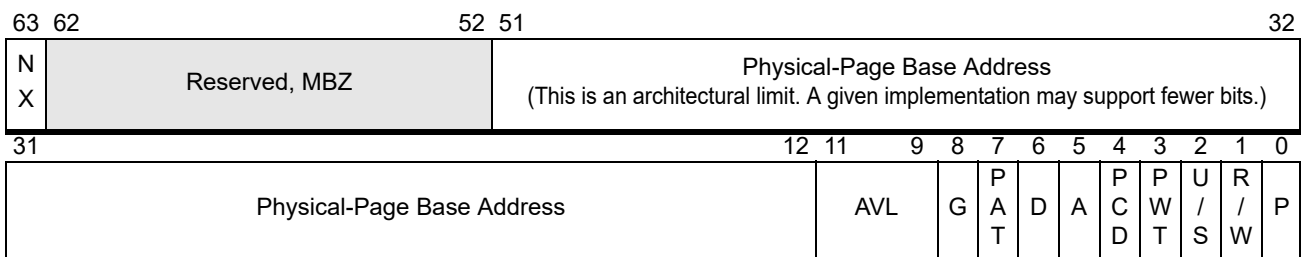 63 62 52 51 32
N
X
Reserved, MBZ
Physical-Page Base Address
(This is an architectural limit. A given implementation may support fewer bits.)
31 12 11 9 8 7 6 5 4 3 2 1 0
Physical-Page Base Address
AVL
G
P
A
T
D
A
P
C
D
P
W
T
U
/
S
R
/
W
P